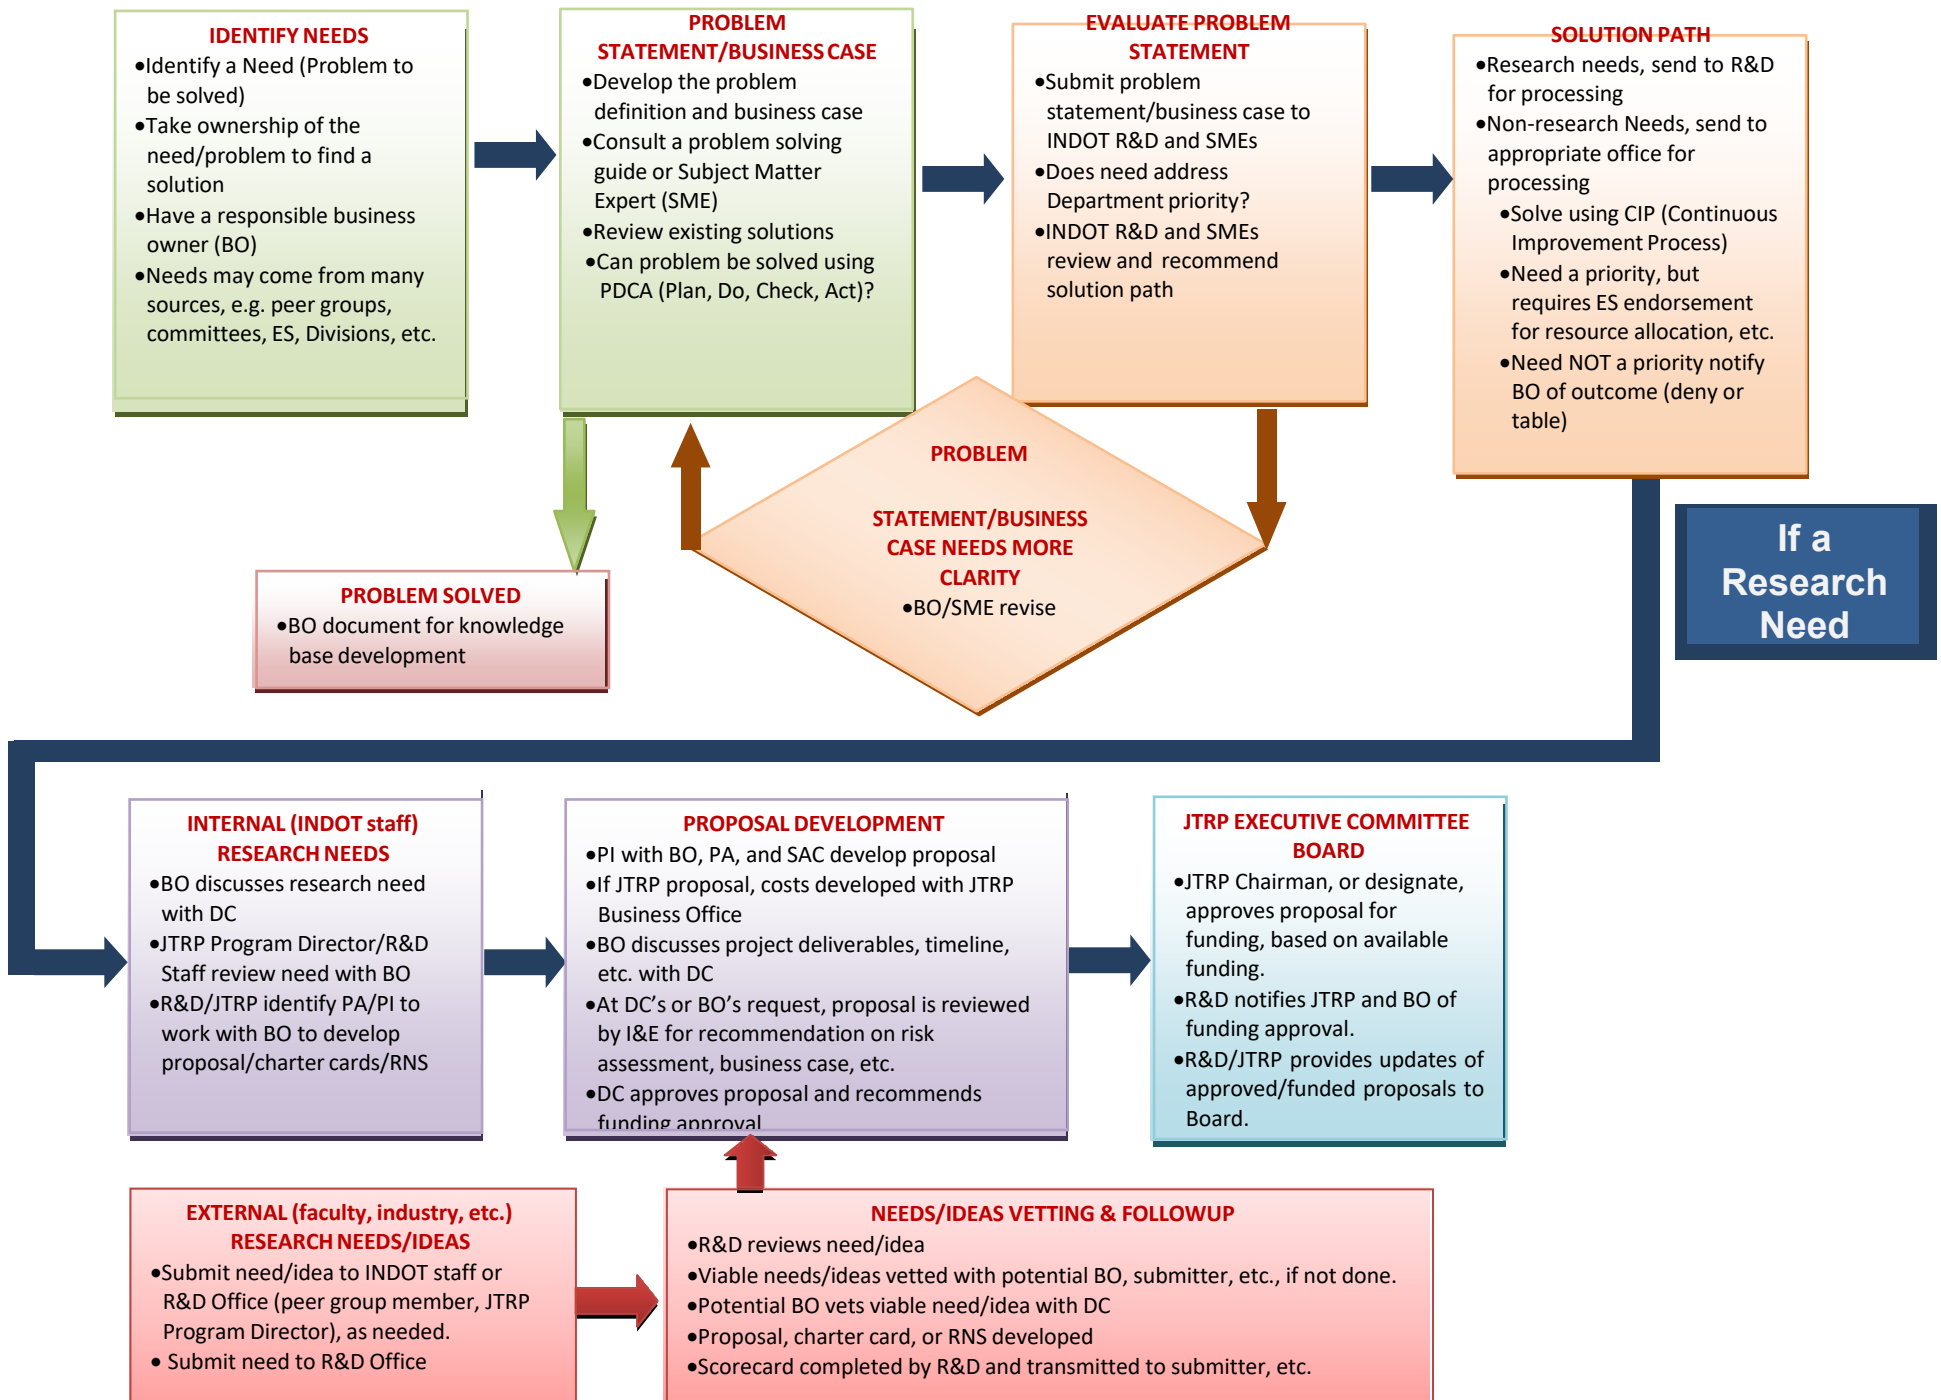 IDENTIFY NEEDS
•Identify a Need (Problem to
be solved)
•Take ownership of the
need/problem to find a
solution
•Have a responsible business
owner (BO)
•Needs may come from many
sources, e.g. peer groups,
committees, ES, Divisions, etc.
PROBLEM
STATEMENT/BUSINESS CASE
•Develop the problem
definition and business case
•Consult a problem solving
guide or Subject Matter
Expert (SME)
•Review existing solutions
•Can problem be solved using
PDCA (Plan, Do, Check, Act)?
EVALUATE PROBLEM
STATEMENT
•Submit problem
statement/business case to
INDOT R&D and SMEs
•Does need address
Department priority?
•INDOT R&D and SMEs
review and recommend
solution path
SOLUTION PATH
•Research needs, send to R&D
for processing
•Non-research Needs, send to
appropriate office for
processing
•Solve using CIP (Continuous
Improvement Process)
•Need a priority, but
requires ES endorsement
for resource allocation, etc.
•Need NOT a priority notify
BO of outcome (deny or
table)
PROBLEM
STATEMENT/BUSINESS
CASE NEEDS MORE
CLARITY
•BO/SME revise
PROBLEM SOLVED
•BO document for knowledge
base development
If a
Research
Need
INTERNAL (INDOT staff)
RESEARCH NEEDS
•BO discusses research need
with DC
•JTRP Program Director/R&D
Staff review need with BO
•R&D/JTRP identify PA/PI to
work with BO to develop
proposal/charter cards/RNS
PROPOSAL DEVELOPMENT
•PI with BO, PA, and SAC develop proposal
•If JTRP proposal, costs developed with JTRP
Business Office
•BO discusses project deliverables, timeline,
etc. with DC
•At DC’s or BO’s request, proposal is reviewed
by I&E for recommendation on risk
assessment, business case, etc.
•DC approves proposal and recommends
funding approval
JTRP EXECUTIVE COMMITTEE
BOARD
•JTRP Chairman, or designate,
approves proposal for
funding, based on available
funding.
•R&D notifies JTRP and BO of
funding approval.
•R&D/JTRP provides updates of
approved/funded proposals to
Board.
EXTERNAL (faculty, industry, etc.)
RESEARCH NEEDS/IDEAS
•Submit need/idea to INDOT staff or
R&D Office (peer group member, JTRP
Program Director), as needed.
• Submit need to R&D Office
NEEDS/IDEAS VETTING & FOLLOWUP
•R&D reviews need/idea
•Viable needs/ideas vetted with potential BO, submitter, etc., if not done.
•Potential BO vets viable need/idea with DC
•Proposal, charter card, or RNS developed
•Scorecard completed by R&D and transmitted to submitter, etc.